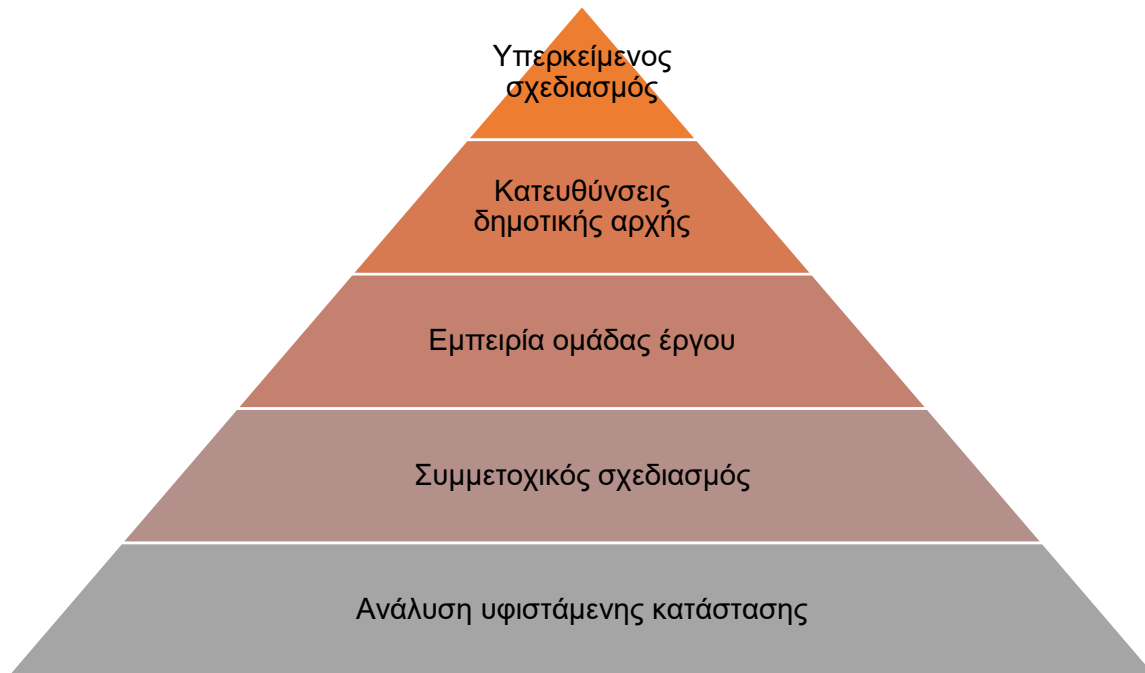 Υπερκείμενος
σχεδιασμός
Κατευθύνσεις
δημοτικής αρχής
Εμπειρία ομάδας έργου
Συμμετοχικός σχεδιασμός
Ανάλυση υφιστάμενης κατάστασης